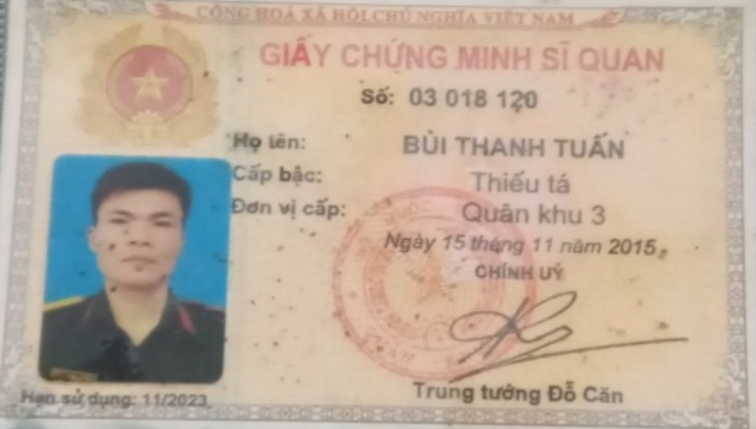 CỘNG HOÀ XÃ HỘI CHỦ NGHĨA VIỆT NAM
GIẤY CHỨNG MINH SĨ QUAN
Số: 03 018 120
Họ tên: BÙI THANH TUẤN
Cấp bậc: Thiếu tá
Đơn vị cấp: Quân khu 3
Ngày 15 tháng 11 năm 2015
CHÍNH UỶ
Trung tướng Đỗ Căn
Hạn sử dụng: 11/2023